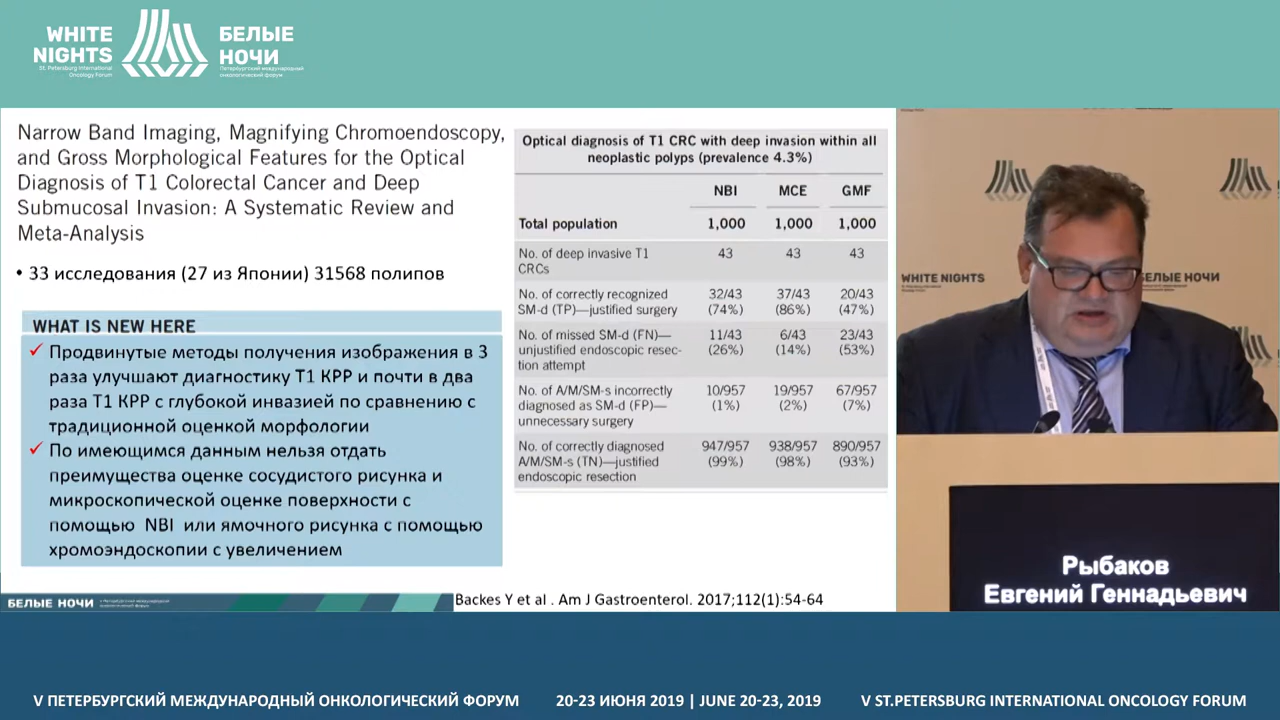 WHITE
NIGHTS
St. Petersburg International
Oncology Forum
БЕЛЫЕ
НОЧИ
Петербургский международный
онкологический форум
Narrow Band Imaging, Magnifying Chromoendoscopy,
and Gross Morphological Features for the Optical
Diagnosis of T1 Colorectal Cancer and Deep
Submucosal Invasion: A Systematic Review and
Meta-Analysis
• 33 исследования (27 из Японии) 31568 полипов
WHAT IS NEW HERE
✓ Продвинутые методы получения изображения в 3
раза улучшают диагностику Т1 КРР и почти в два
раза Т1 КРР с глубокой инвазией по сравнению с
традиционной оценкой морфологии
✓ По имеющимся данным нельзя отдать
преимущества оценке сосудистого рисунка и
микроскопической оценке поверхности с
помощью NBI или ямочного рисунка с помощью
хромоэндоскопии с увеличением
Optical diagnosis of T1 CRC with deep invasion within all
neoplastic polyps (prevalence 4.3%)
NBI MCE GMF
Total population 1,000 1,000 1,000
No. of deep invasive T1 43 43 43
CRCs
No. of correctly recognized 32/43 37/43 20/43
SM-d (TP)—justified surgery (74%) (86%) (47%)
No. of missed SM-d (FN)— 11/43 6/43 23/43
unjustified endoscopic resec- (26%) (14%) (53%)
tion attempt
No. of A/M/SM-s incorrectly 10/957 19/957 67/957
diagnosed as SM-d (FP)— (1%) (2%) (7%)
unnecessary surgery
No. of correctly diagnosed 947/957 938/957 890/957
A/M/SM-s (TN)—justified (99%) (98%) (93%)
endoscopic resection
БЕЛЫЕ НОЧИ
Backes Y et al . Am J Gastroenterol. 2017;112(1):54-64
WHITE NIGHTS
БЕЛЫЕ НОЧИ
Рыбаков
Евгений Геннадьевич
V ПЕТЕРБУРГСКИЙ МЕЖДУНАРОДНЫЙ ОНКОЛОГИЧЕСКИЙ ФОРУМ 20-23 ИЮНЯ 2019 | JUNE 20-23, 2019 V ST.PETERSBURG INTERNATIONAL ONCOLOGY FORUM